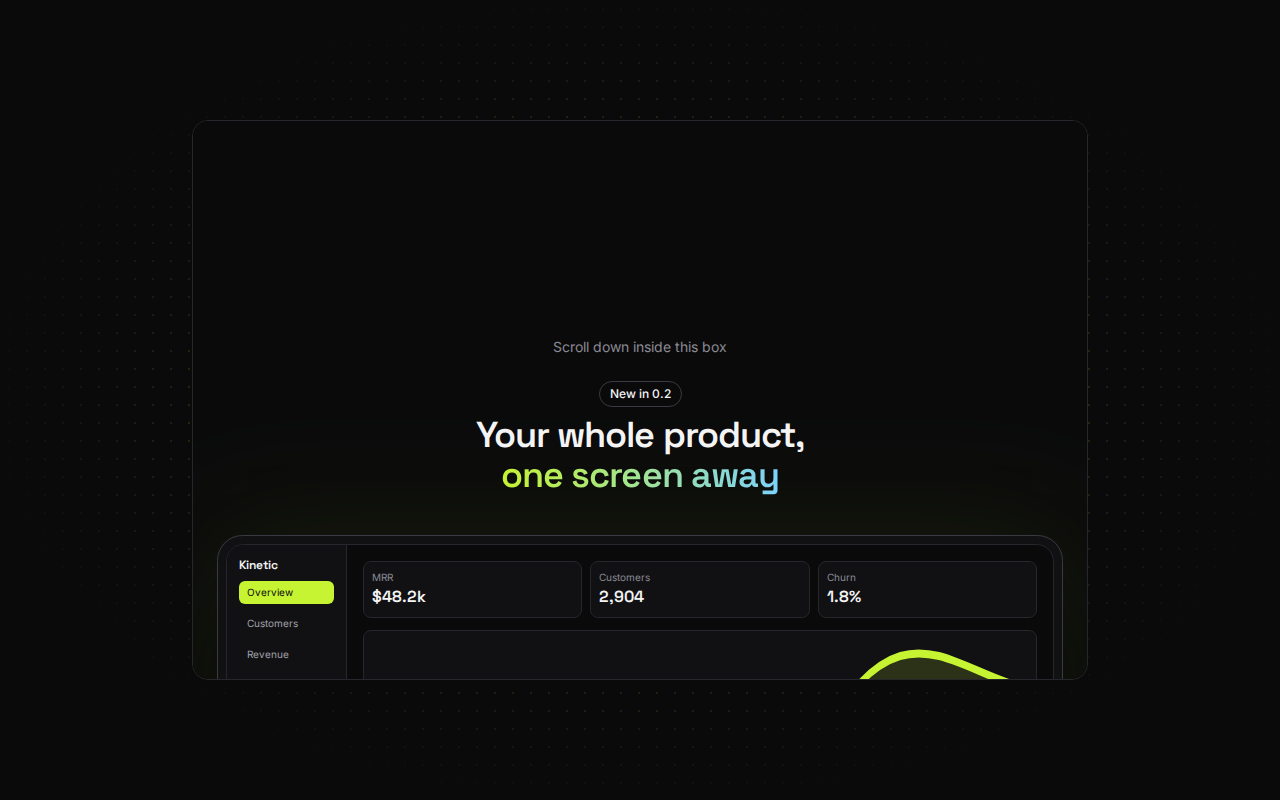 Scroll down inside this box
New in 0.2
Your whole product,
one screen away
Kinetic
Overview
Customers
Revenue
MRR
$48.2k
Customers
2,904
Churn
1.8%